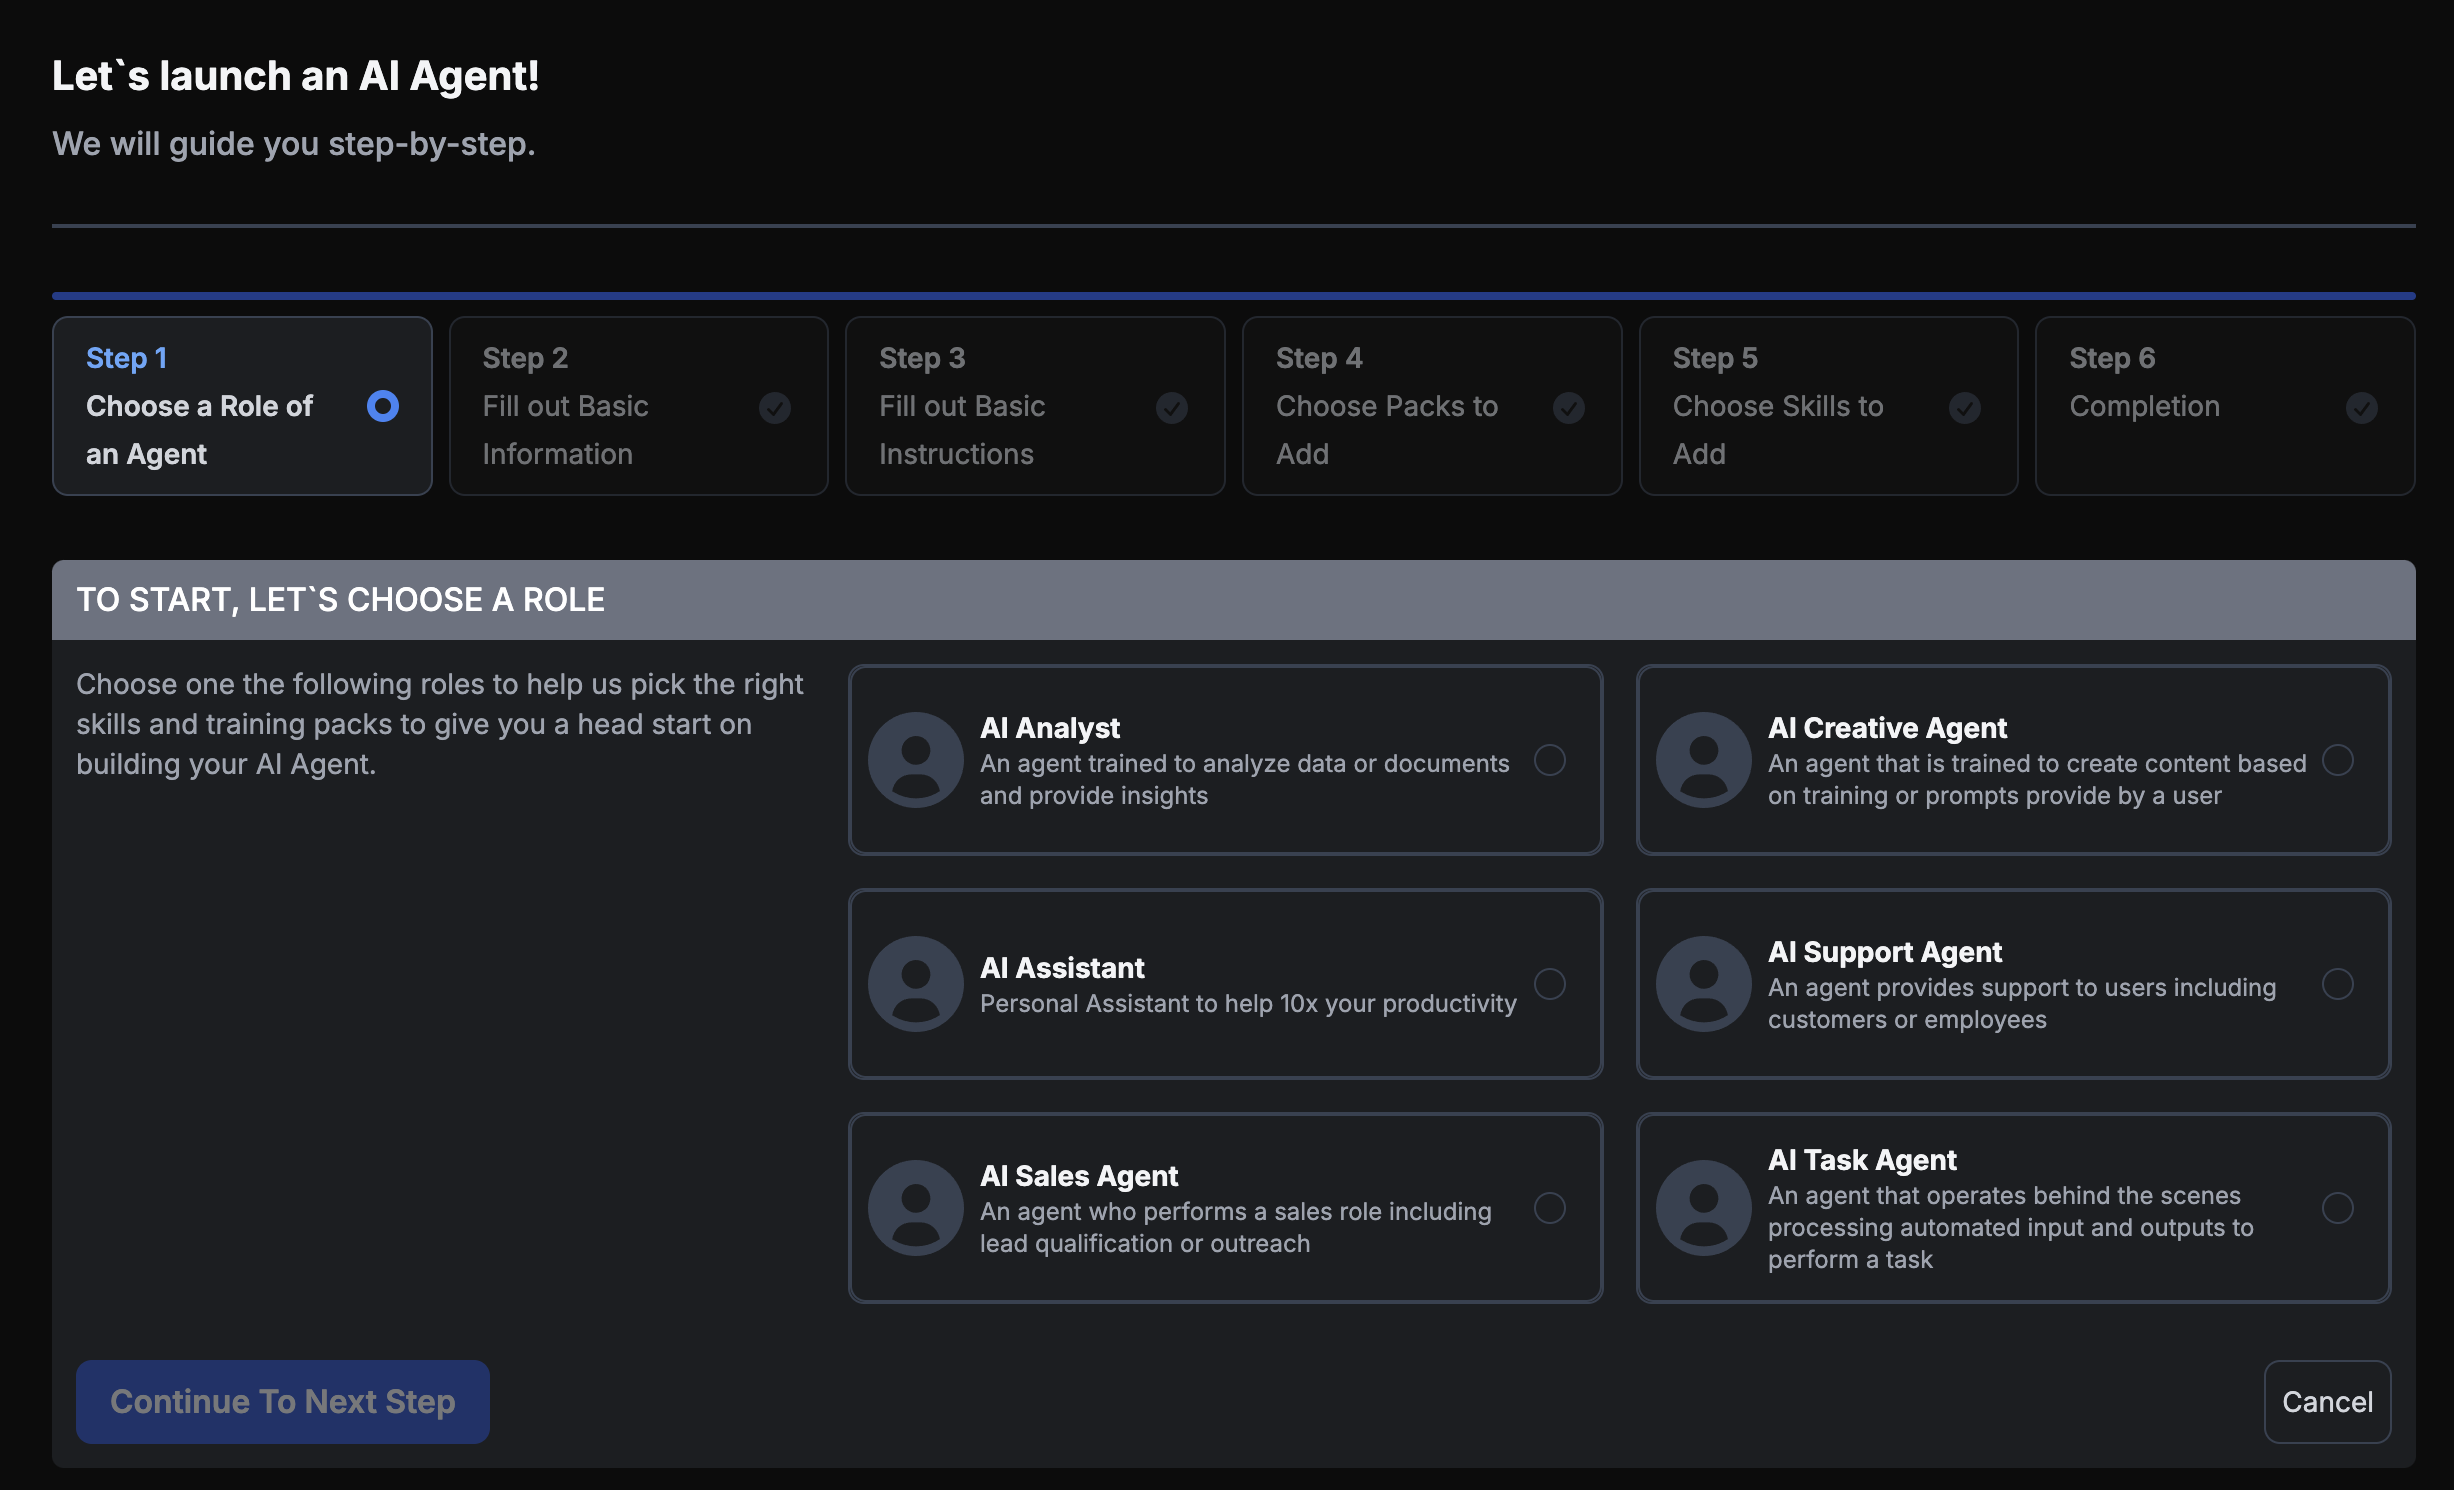 Let`s launch an AI Agent!
We will guide you step-by-step.
Step 1
Choose a Role of
an Agent
Step 2
Fill out Basic
Information
Step 3
Fill out Basic
Instructions
Step 4
Choose Packs to
Add
Step 5
Choose Skills to
Add
Step 6
Completion
TO START, LET`S CHOOSE A ROLE
Choose one the following roles to help us pick the right
skills and training packs to give you a head start on
building your AI Agent.
AI Analyst
An agent trained to analyze data or documents
and provide insights
AI Creative Agent
An agent that is trained to create content based
on training or prompts provide by a user
AI Assistant
Personal Assistant to help 10x your productivity
AI Support Agent
An agent provides support to users including
customers or employees
AI Sales Agent
An agent who performs a sales role including
lead qualification or outreach
AI Task Agent
An agent that operates behind the scenes
processing automated input and outputs to
perform a task
Continue To Next Step
Cancel